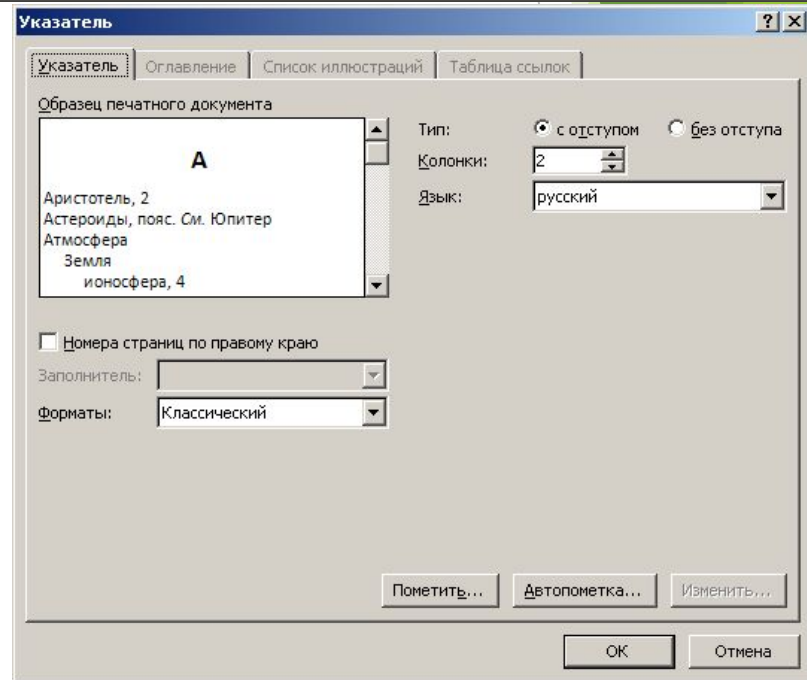 Указатель
Указатель Оглавление Список иллюстраций Таблица ссылок
Образец печатного документа
А
Аристотель, 2
Астероиды, пояс. См. Юпитер
Атмосфера
Земля
ионосфера, 4
Тип: с отступом без отступа
Колонки: 2
Язык: русский
Номера страниц по правому краю
Заполнитель:
Форматы: Классический
Пометить... Автопометка... Изменить...
ОК Отмена